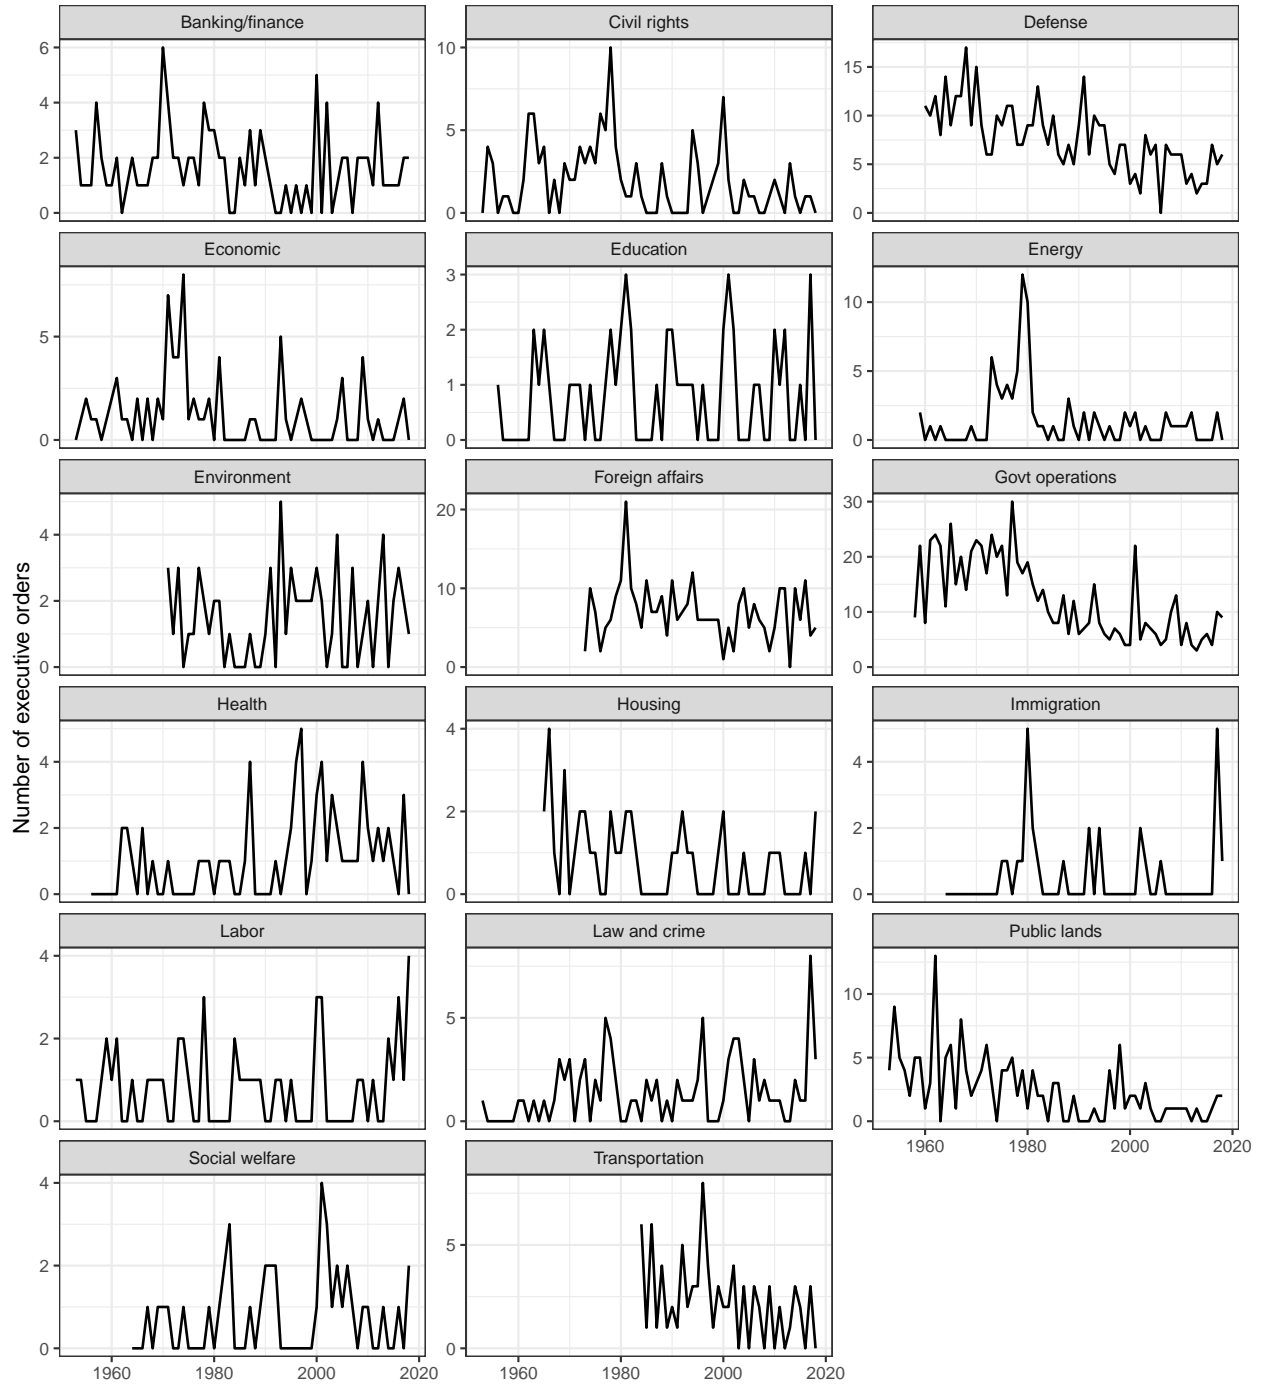 Number of executive orders
Banking/finance
0
2
4
6
Civil rights
0
5
10
Defense
0
5
10
15
Economic
0
5
Education
0
1
2
3
Energy
0
5
10
Environment
0
2
4
Foreign affairs
0
10
20
Govt operations
0
10
20
30
Health
0
2
4
Housing
0
2
4
Immigration
0
2
4
Labor
0
2
4
Law and crime
0
5
Public lands
0
5
10
1960 1980 2000 2020
Social welfare
0
2
4
1960 1980 2000 2020
Transportation
0
5
1960 1980 2000 2020